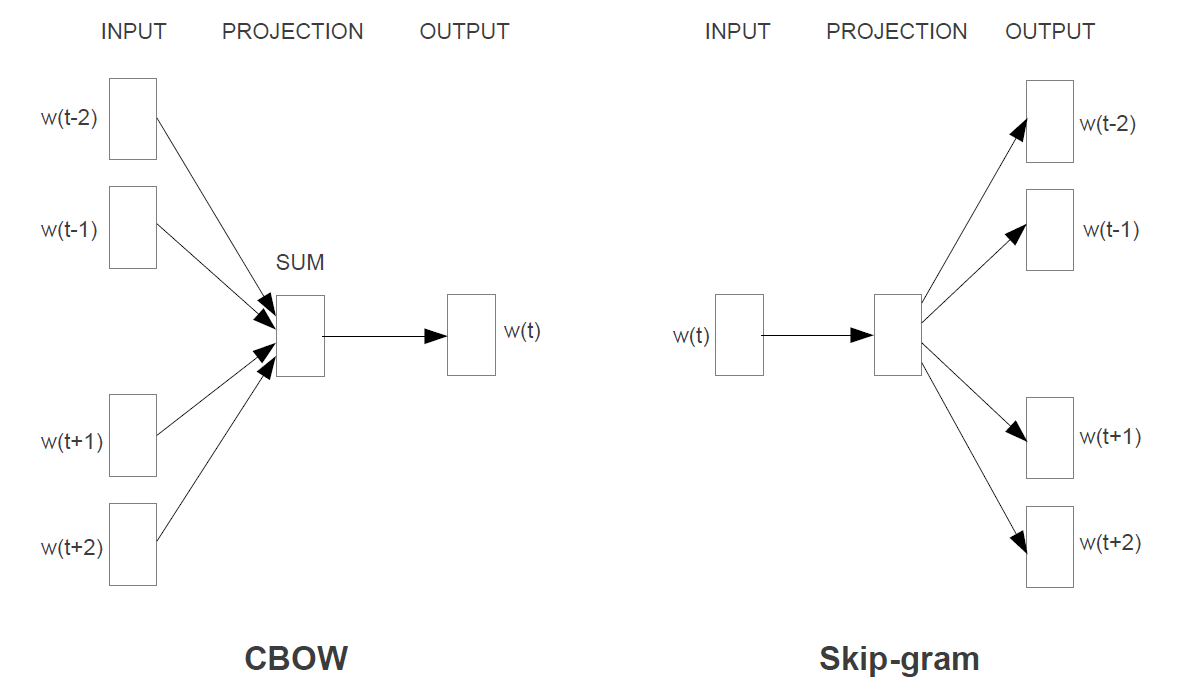 INPUT PROJECTION OUTPUT
w(t-2)
w(t-1)
SUM
w(t)
w(t+1)
w(t+2)
CBOW
INPUT PROJECTION OUTPUT
w(t-2)
w(t-1)
w(t)
w(t+1)
w(t+2)
Skip-gram